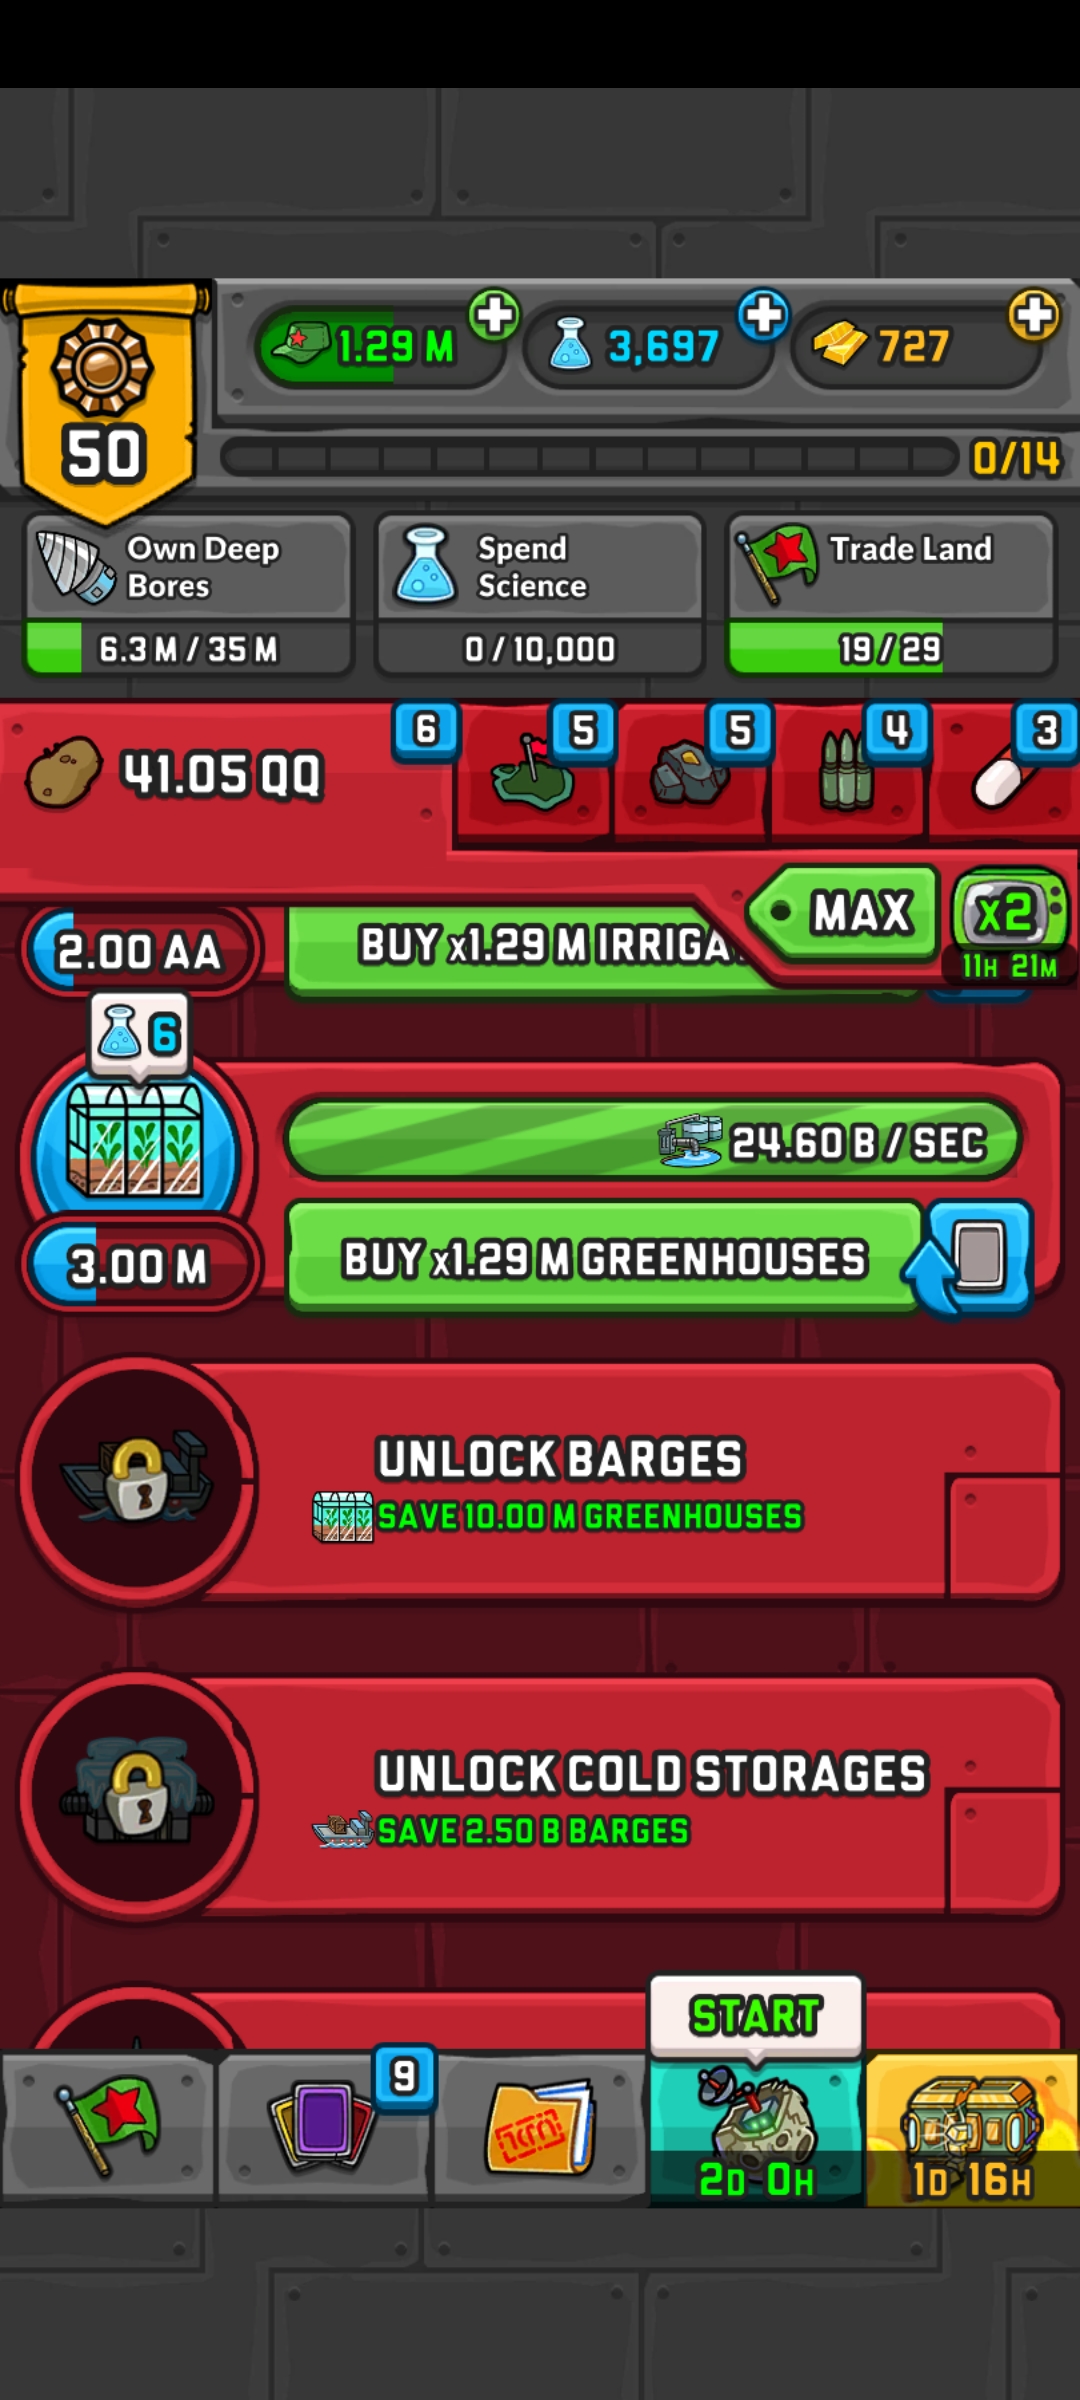 1.29 M
3,697
727
50
0/14
Own Deep
Bores
6.3 M / 35 M
Spend
Science
0 / 10,000
Trade Land
19 / 29
41.05 QQ
6
5
5
4
3
MAX
x2
11H 21M
2.00 AA
BUY x1.29 M IRRIGA
6
24.60 B / SEC
3.00 M
BUY x1.29 M GREENHOUSES
UNLOCK BARGES
SAVE 10.00 M GREENHOUSES
UNLOCK COLD STORAGES
SAVE 2.50 B BARGES
START
9
2D 0H
1D 16H